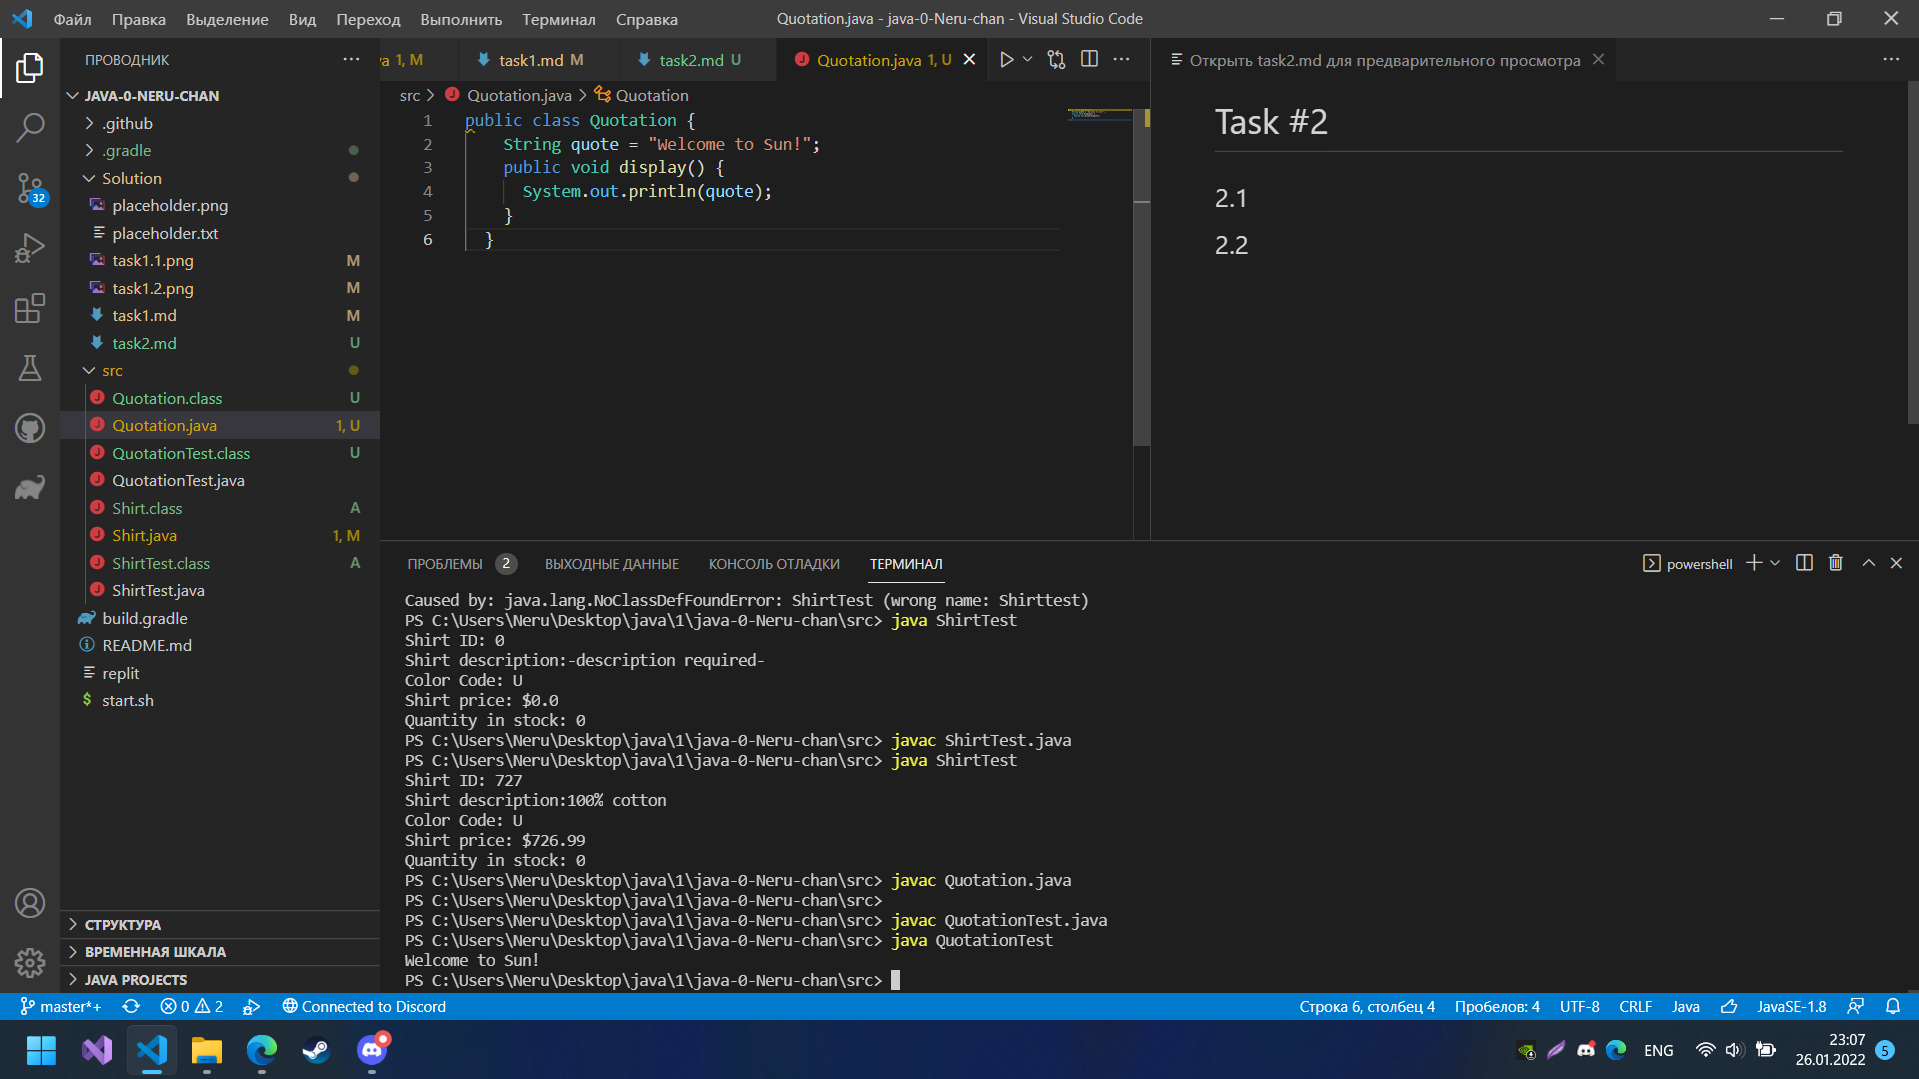 Файл Правка Выделение Вид Переход Выполнить Терминал Справка
Quotation.java - java-0-Neru-chan - Visual Studio Code
ПРОВОДНИК
JAVA-0-NERU-CHAN
.github
.gradle
Solution
placeholder.png
placeholder.txt
task1.1.png M
task1.2.png M
task1.md M
task2.md U
src
Quotation.class U
Quotation.java 1, U
QuotationTest.class U
QuotationTest.java
Shirt.class A
Shirt.java 1, M
ShirtTest.class A
ShirtTest.java
build.gradle
README.md
replit
start.sh
СТРУКТУРА
ВРЕМЕННАЯ ШКАЛА
JAVA PROJECTS
32
va 1, M
task1.md M
task2.md U
Quotation.java 1, U
src > Quotation.java > Quotation
1 public class Quotation {
2 String quote = "Welcome to Sun!";
3 public void display() {
4 System.out.println(quote);
5 }
6 }
Открыть task2.md для предварительного просмотра
Task #2
2.1
2.2
ПРОБЛЕМЫ 2 ВЫХОДНЫЕ ДАННЫЕ КОНСОЛЬ ОТЛАДКИ ТЕРМИНАЛ
powershell
Caused by: java.lang.NoClassDefFoundError: ShirtTest (wrong name: Shirttest)
PS C:\Users\Neru\Desktop\java\1\java-0-Neru-chan\src> java ShirtTest
Shirt ID: 0
Shirt description:-description required-
Color Code: U
Shirt price: $0.0
Quantity in stock: 0
PS C:\Users\Neru\Desktop\java\1\java-0-Neru-chan\src> javac ShirtTest.java
PS C:\Users\Neru\Desktop\java\1\java-0-Neru-chan\src> java ShirtTest
Shirt ID: 727
Shirt description:100% cotton
Color Code: U
Shirt price: $726.99
Quantity in stock: 0
PS C:\Users\Neru\Desktop\java\1\java-0-Neru-chan\src> javac Quotation.java
PS C:\Users\Neru\Desktop\java\1\java-0-Neru-chan\src>
PS C:\Users\Neru\Desktop\java\1\java-0-Neru-chan\src> javac QuotationTest.java
PS C:\Users\Neru\Desktop\java\1\java-0-Neru-chan\src> java QuotationTest
Welcome to Sun!
PS C:\Users\Neru\Desktop\java\1\java-0-Neru-chan\src>
master*+ 0 2 Connected to Discord
Строка 6, столбец 4 Пробелов: 4 UTF-8 CRLF Java JavaSE-1.8
ENG
23:07
26.01.2022
5